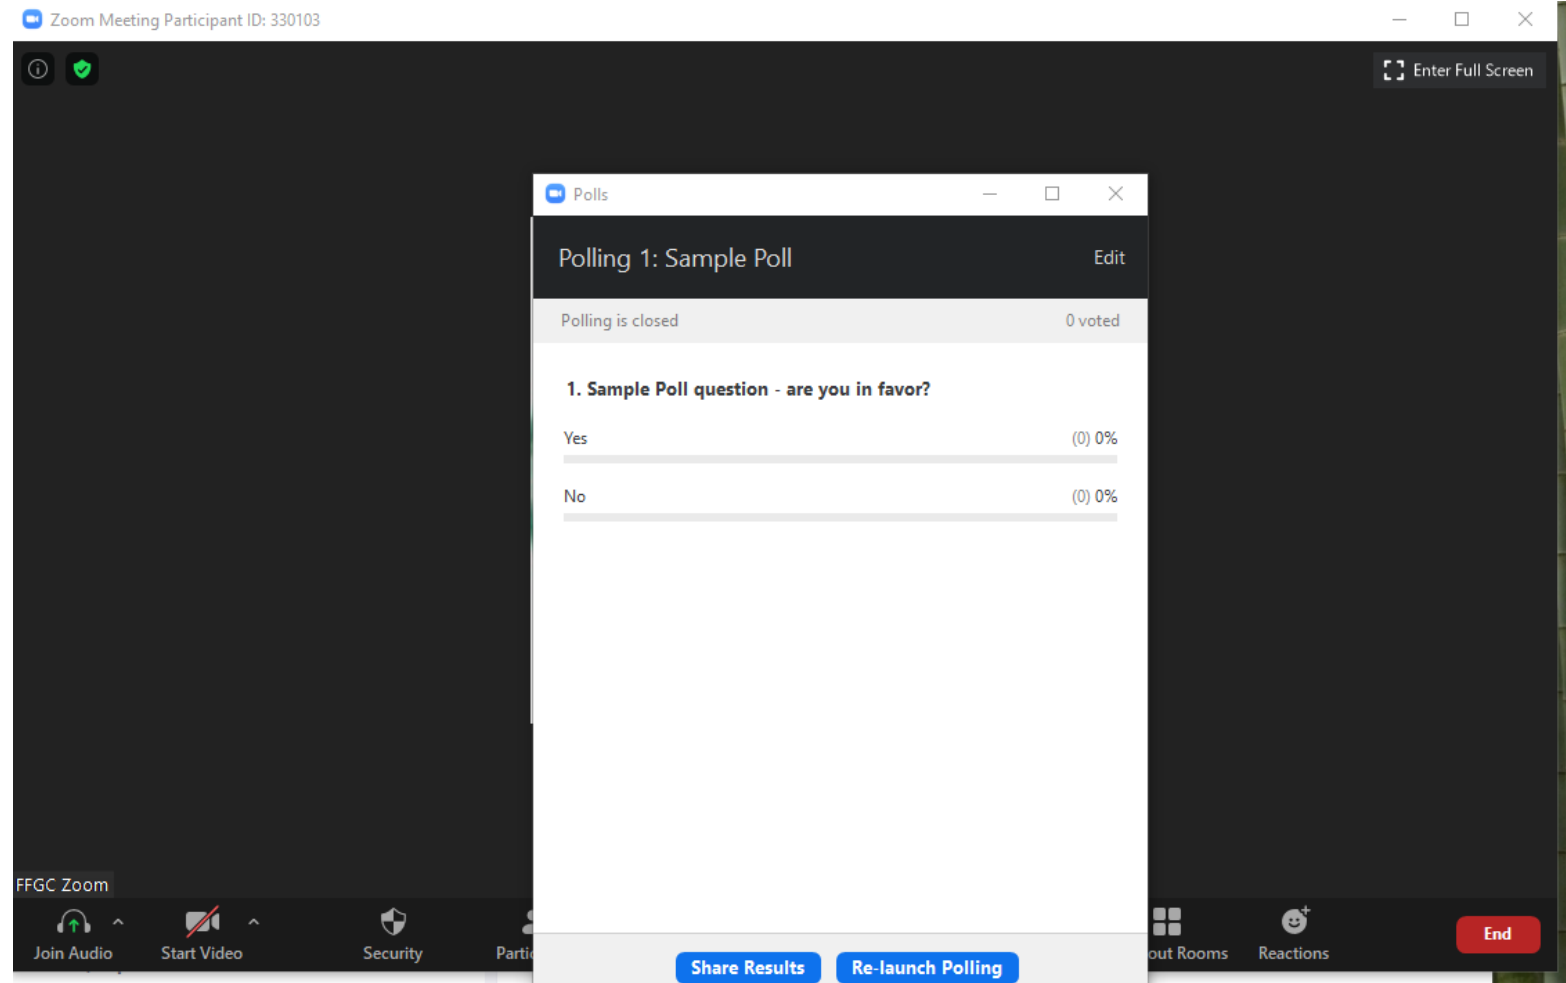 Zoom Meeting Participant ID: 330103
Enter Full Screen
Polls
Polling 1: Sample Poll
Edit
Polling is closed
0 voted
1. Sample Poll question - are you in favor?
Yes
(0) 0%
No
(0) 0%
FFGC Zoom
Join Audio
Start Video
Security
Partic
out Rooms
Reactions
End
Share Results
Re-launch Polling